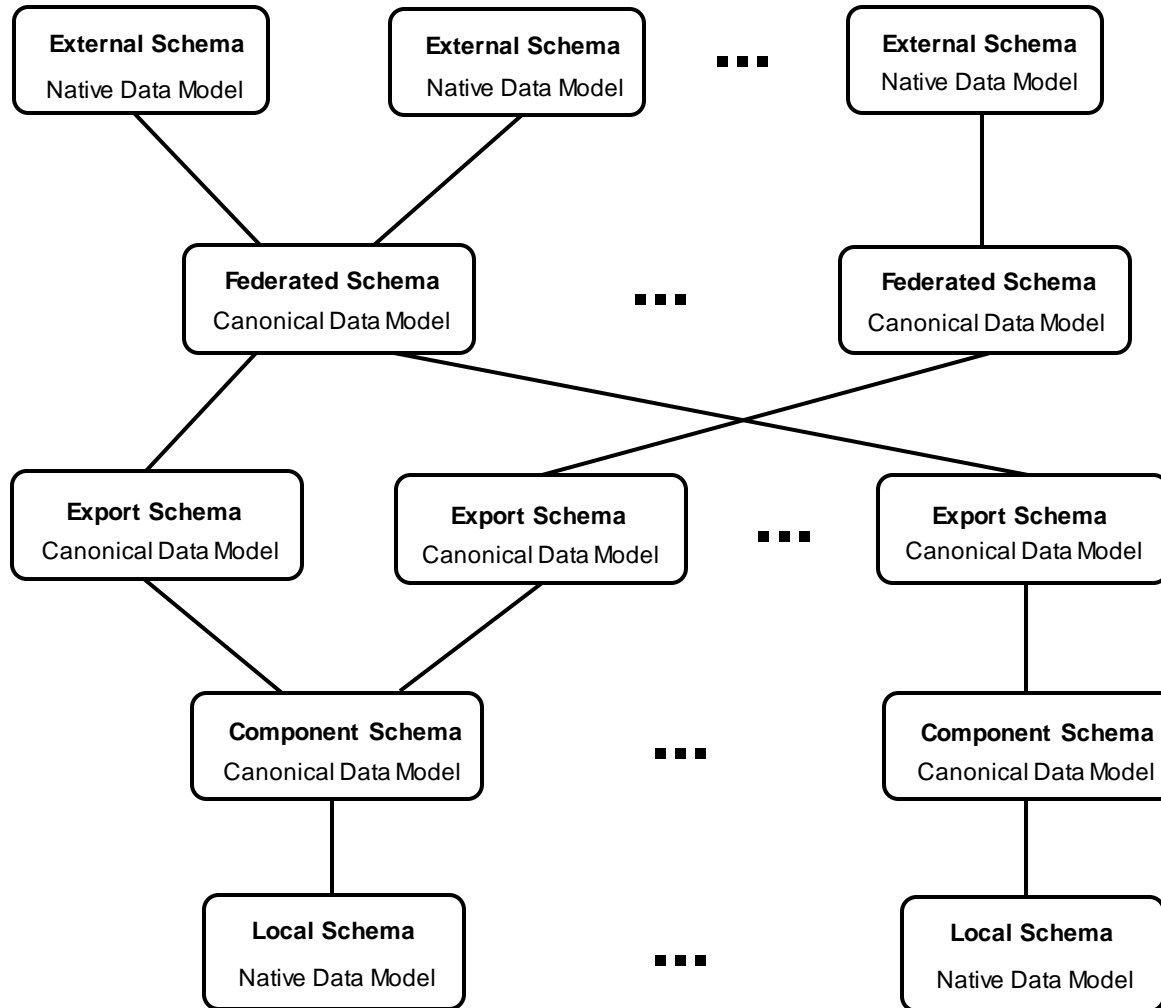 External Schema
Native Data Model
External Schema
Native Data Model
External Schema
Native Data Model
Federated Schema
Canonical Data Model
Federated Schema
Canonical Data Model
Export Schema
Canonical Data Model
Export Schema
Canonical Data Model
Export Schema
Canonical Data Model
Component Schema
Canonical Data Model
Component Schema
Canonical Data Model
Local Schema
Native Data Model
Local Schema
Native Data Model